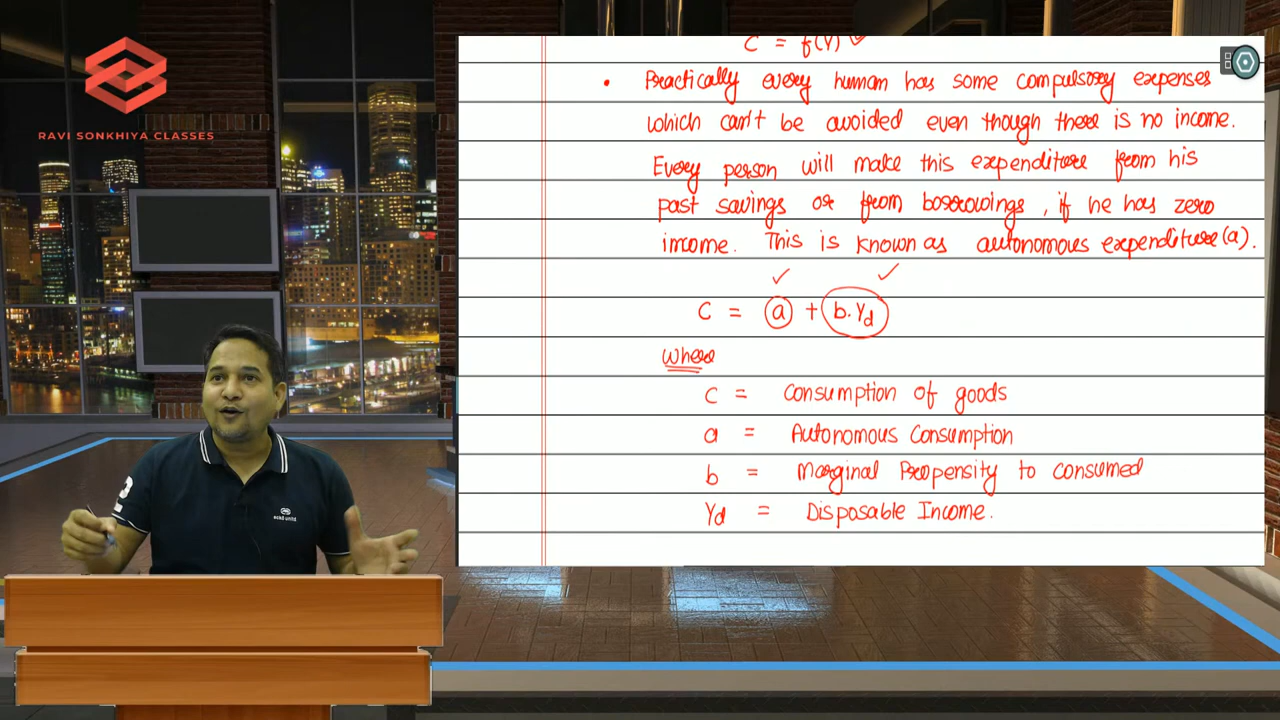 RAVI SONKHIYA CLASSES
C = f(Y)
• Practically every human has some compulsory expenses
which can't be avoided even though there is no income.
Every person will make this expenditure from his
past savings or from borrowings, if he has zero
income. This is known as autonomous expenditure (a).
C = a + b.Yd
where
C = Consumption of goods
a = Autonomous Consumption
b = Marginal Propensity to consumed
Yd = Disposable Income.
2